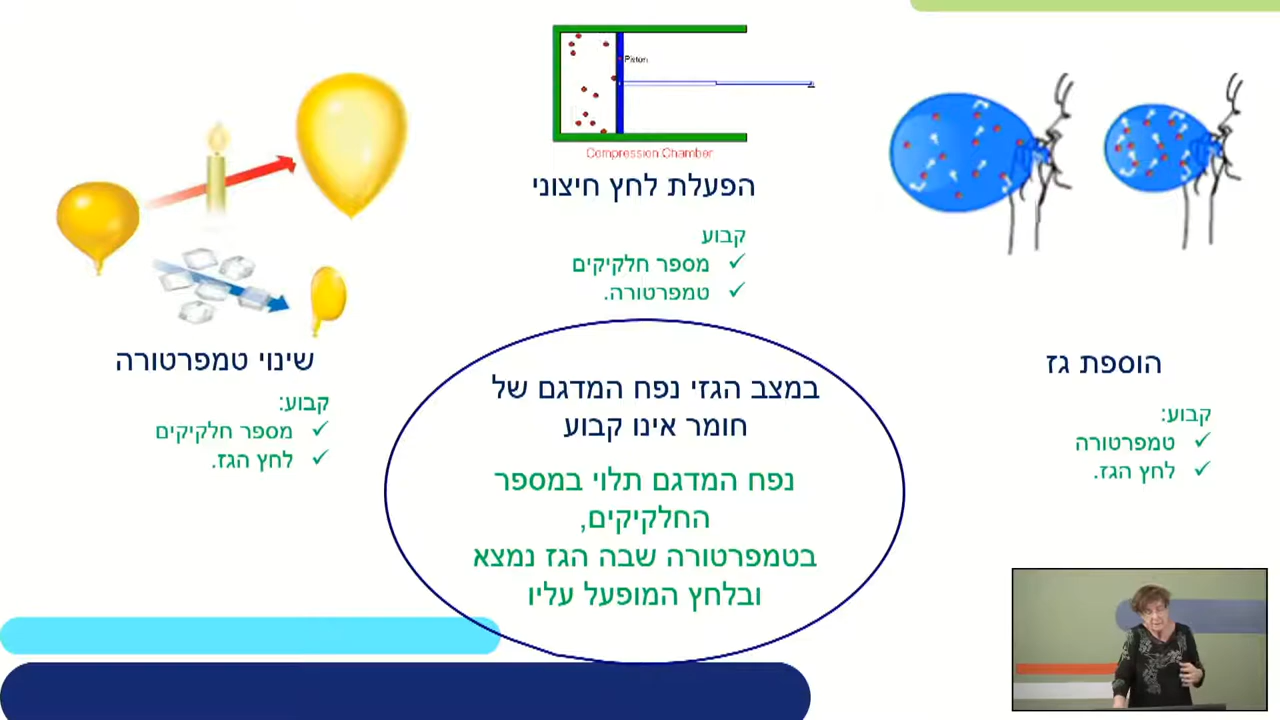 Piston
Compression Chamber
הפעלת לחץ חיצוני
קבוע
✓ מספר חלקיקים
✓ טמפרטורה.
הוספת גז
קבוע:
✓ טמפרטורה
✓ לחץ הגז.
שינוי טמפרטורה
קבוע:
✓ מספר חלקיקים
✓ לחץ הגז.
במצב הגזי נפח המדגם של
חומר אינו קבוע
נפח המדגם תלוי במספר
החלקיקים,
בטמפרטורה שבה הגז נמצא
ובלחץ המופעל עליו